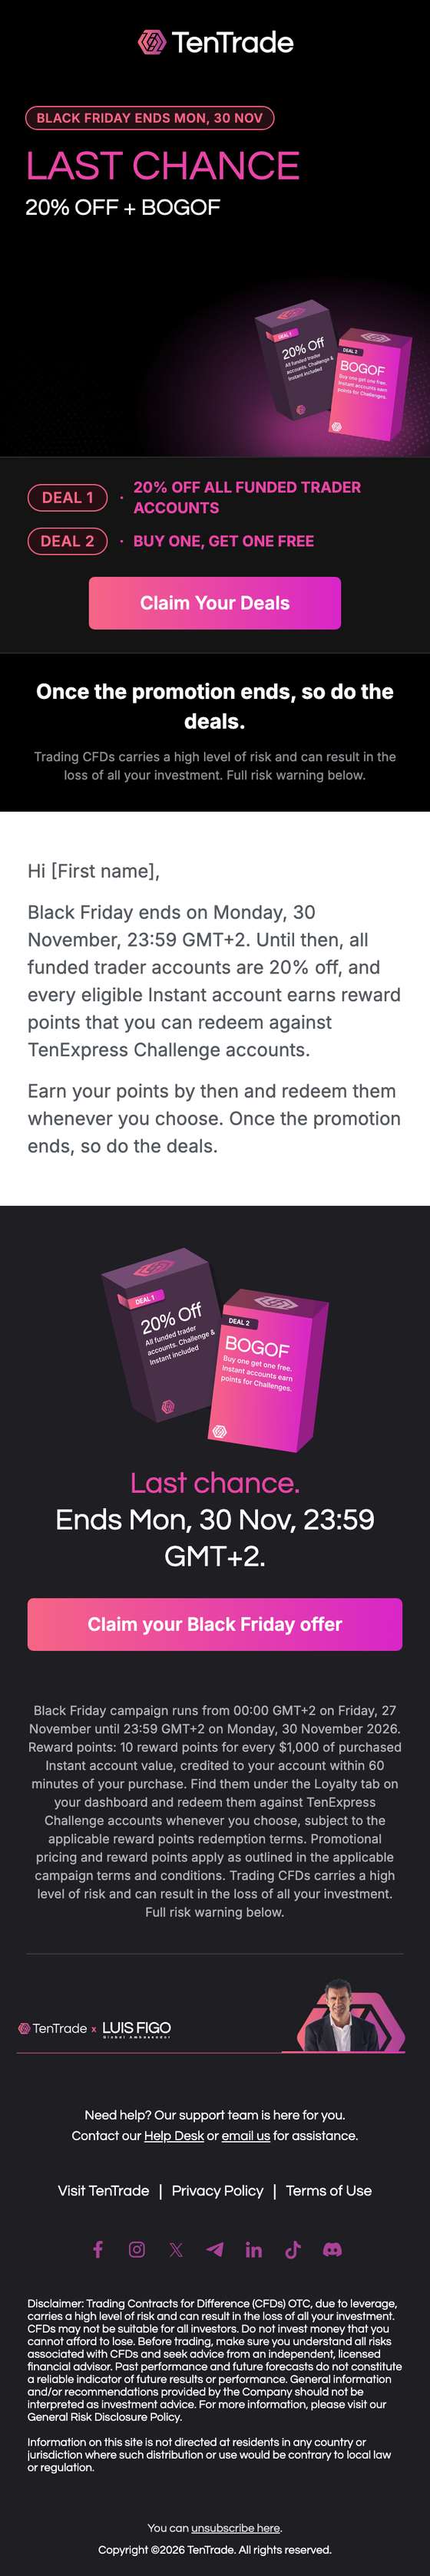 TenTrade
BLACK FRIDAY ENDS MON, 30 NOV
LAST CHANCE
20% OFF + BOGOF
DEAL 1
20% Off
All funded trader
accounts. Challenge &
Instant included
DEAL 2
BOGOF
Buy one get one free.
Instant accounts earn
points for Challenges.
DEAL 1 · 20% OFF ALL FUNDED TRADER
ACCOUNTS
DEAL 2 · BUY ONE, GET ONE FREE
Claim Your Deals
Once the promotion ends, so do the
deals.
Trading CFDs carries a high level of risk and can result in the
loss of all your investment. Full risk warning below.
Hi [First name],
Black Friday ends on Monday, 30
November, 23:59 GMT+2. Until then, all
funded trader accounts are 20% off, and
every eligible Instant account earns reward
points that you can redeem against
TenExpress Challenge accounts.
Earn your points by then and redeem them
whenever you choose. Once the promotion
ends, so do the deals.
DEAL 1
20% Off
All funded trader
accounts. Challenge &
Instant included
DEAL 2
BOGOF
Buy one get one free.
Instant accounts earn
points for Challenges.
Last chance.
Ends Mon, 30 Nov, 23:59
GMT+2.
Claim your Black Friday offer
Black Friday campaign runs from 00:00 GMT+2 on Friday, 27
November until 23:59 GMT+2 on Monday, 30 November 2026.
Reward points: 10 reward points for every $1,000 of purchased
Instant account value, credited to your account within 60
minutes of your purchase. Find them under the Loyalty tab on
your dashboard and redeem them against TenExpress
Challenge accounts whenever you choose, subject to the
applicable reward points redemption terms. Promotional
pricing and reward points apply as outlined in the applicable
campaign terms and conditions. Trading CFDs carries a high
level of risk and can result in the loss of all your investment.
Full risk warning below.
TenTrade x LUIS FIGO
Global Ambassador
Need help? Our support team is here for you.
Contact our Help Desk or email us for assistance.
Visit TenTrade | Privacy Policy | Terms of Use
Disclaimer: Trading Contracts for Difference (CFDs) OTC, due to leverage,
carries a high level of risk and can result in the loss of all your investment.
CFDs may not be suitable for all investors. Do not invest money that you
cannot afford to lose. Before trading, make sure you understand all risks
associated with CFDs and seek advice from an independent, licensed
financial advisor. Past performance and future forecasts do not constitute
a reliable indicator of future results or performance. General information
and/or recommendations provided by the Company should not be
interpreted as investment advice. For more information, please visit our
General Risk Disclosure Policy.
Information on this site is not directed at residents in any country or
jurisdiction where such distribution or use would be contrary to local law
or regulation.
You can unsubscribe here.
Copyright ©2026 TenTrade. All rights reserved.